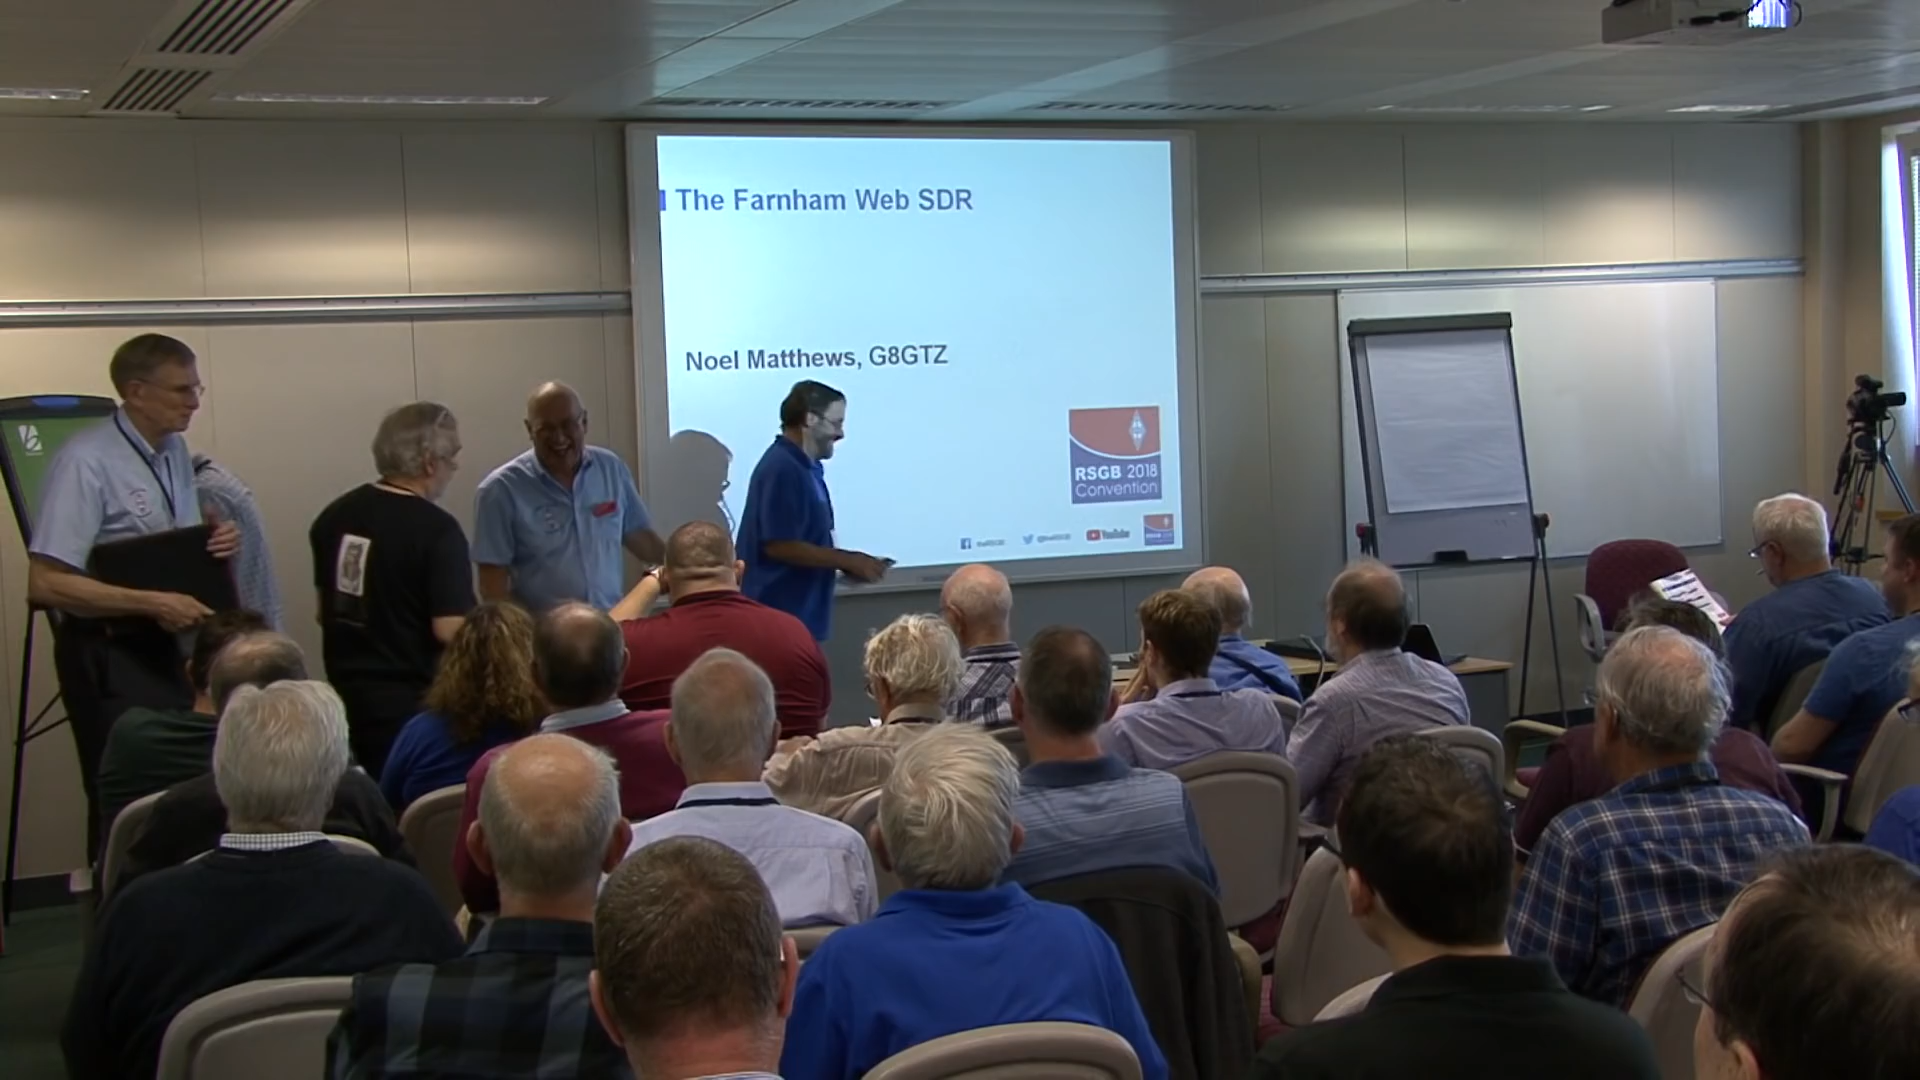 The Farnham Web SDR
Noel Matthews, G8GTZ
RSGB 2018
Convention
YouTube